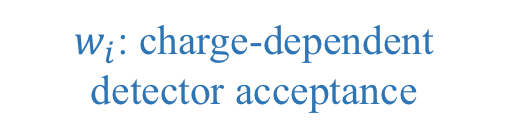 𝑤ᵢ: charge-dependent
detector acceptance